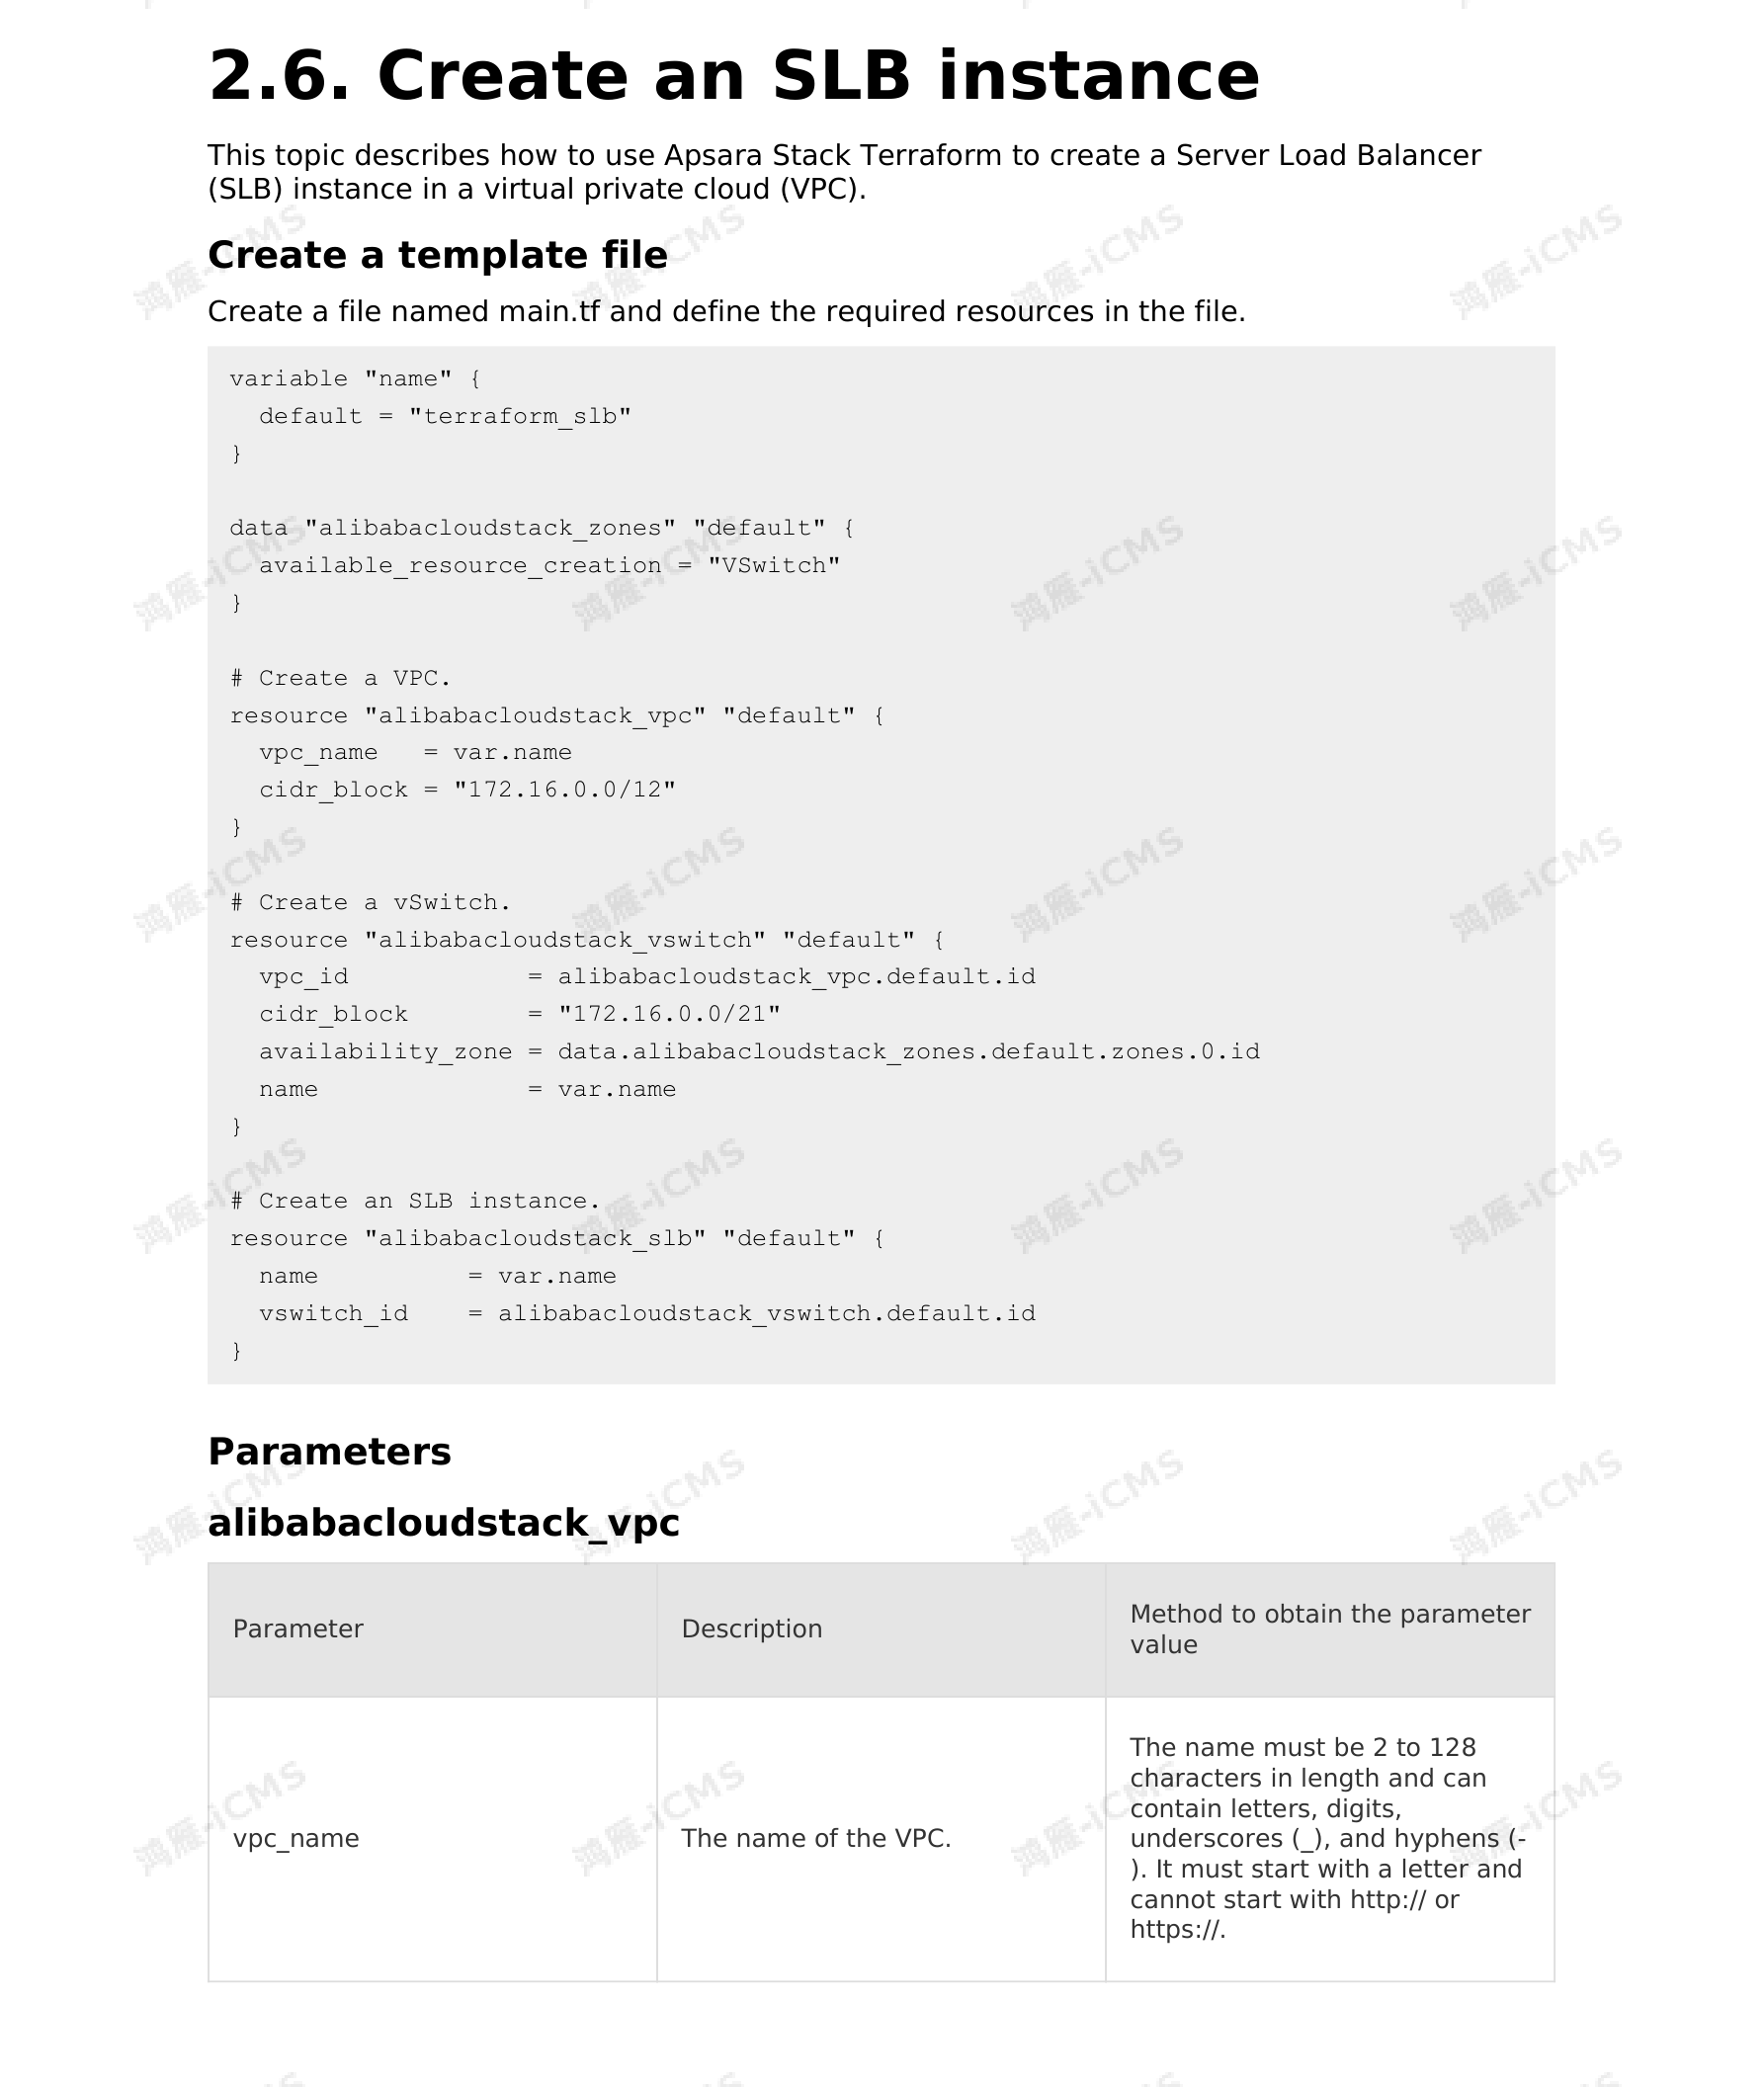 2.6. Create an SLB instance
This topic describes how to use Apsara Stack Terraform to create a Server Load Balancer
(SLB) instance in a virtual private cloud (VPC).
Create a template file
Create a file named main.tf and define the required resources in the file.
variable "name" {
  default = "terraform_slb"
}

data "alibabacloudstack_zones" "default" {
  available_resource_creation = "VSwitch"
}

# Create a VPC.
resource "alibabacloudstack_vpc" "default" {
  vpc_name   = var.name
  cidr_block = "172.16.0.0/12"
}

# Create a vSwitch.
resource "alibabacloudstack_vswitch" "default" {
  vpc_id            = alibabacloudstack_vpc.default.id
  cidr_block        = "172.16.0.0/21"
  availability_zone = data.alibabacloudstack_zones.default.zones.0.id
  name              = var.name
}

# Create an SLB instance.
resource "alibabacloudstack_slb" "default" {
  name          = var.name
  vswitch_id    = alibabacloudstack_vswitch.default.id
}
Parameters
alibabacloudstack_vpc
Parameter
Description
Method to obtain the parameter
value
vpc_name
The name of the VPC.
The name must be 2 to 128
characters in length and can
contain letters, digits,
underscores (_), and hyphens (-
). It must start with a letter and
cannot start with http:// or
https://.
鸿雁-iCMS